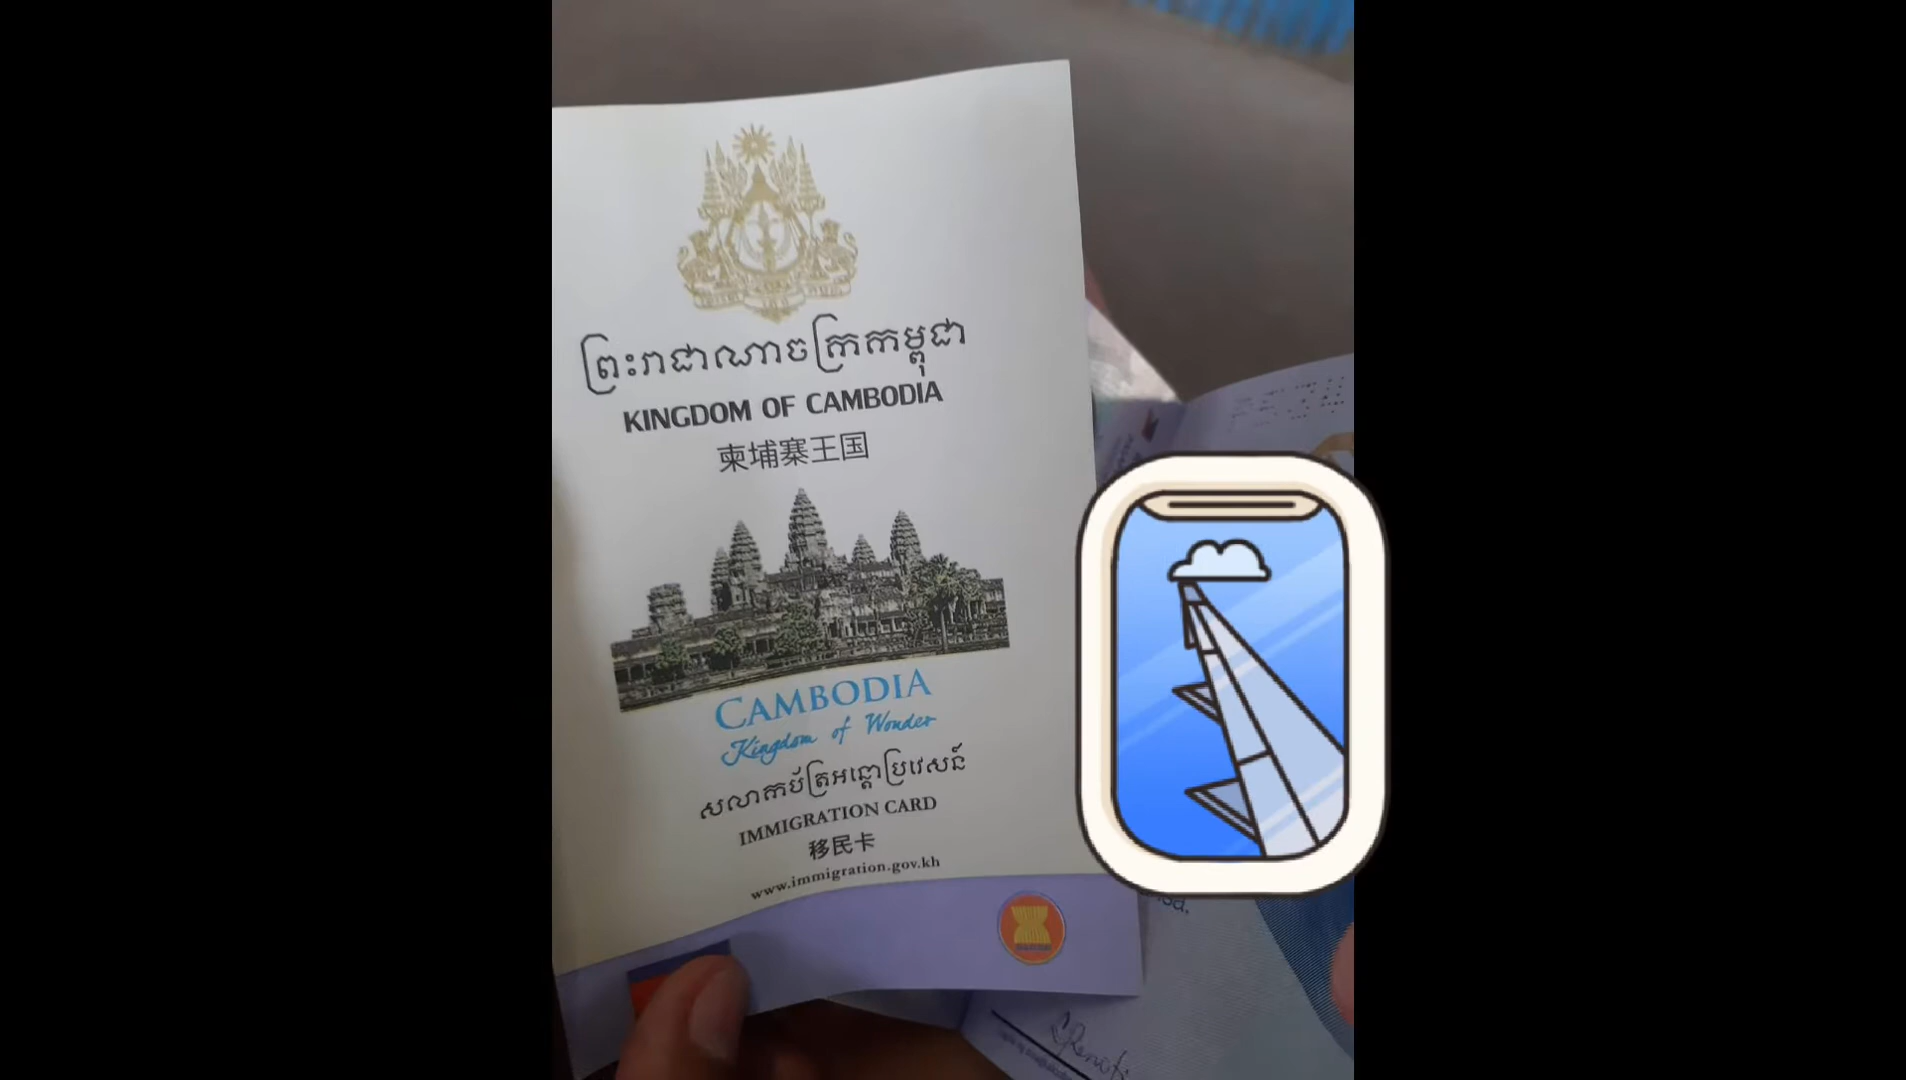 ព្រះរាជាណាចក្រកម្ពុជា
KINGDOM OF CAMBODIA
柬埔寨王国
CAMBODIA
Kingdom of Wonder
សលាកប័ត្រអន្តោប្រវេសន៍
IMMIGRATION CARD
移民卡
www.immigration.gov.kh